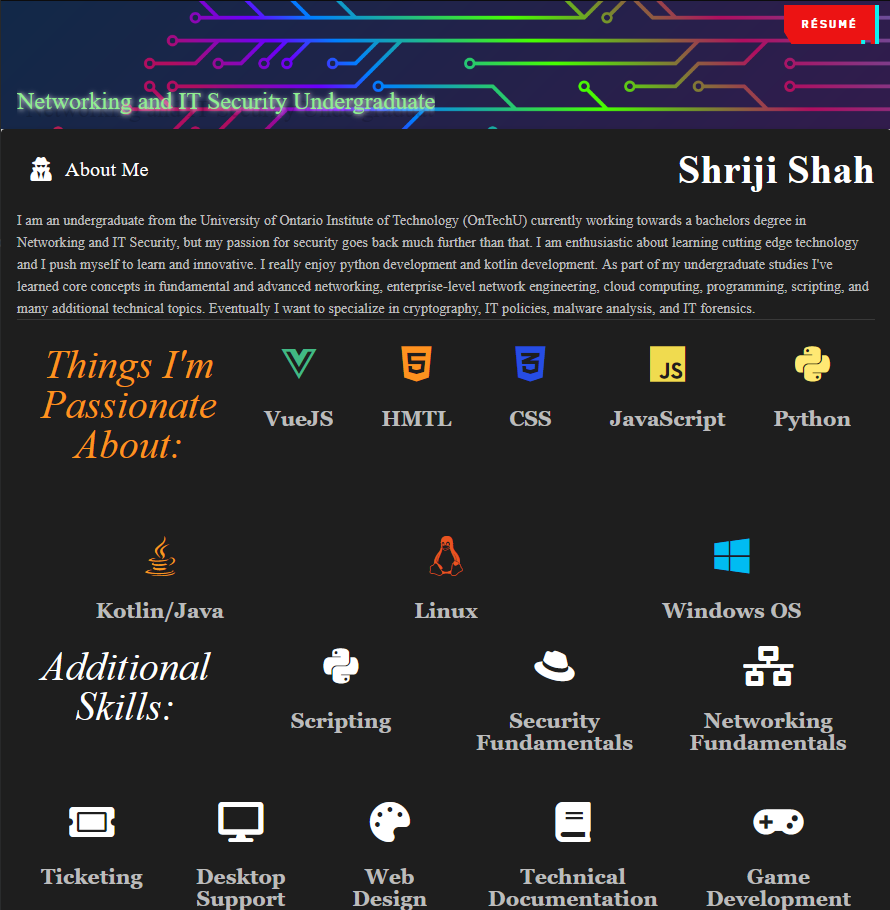 RÉSUMÉ
Networking and IT Security Undergraduate
About Me
Shriji Shah
I am an undergraduate from the University of Ontario Institute of Technology (OnTechU) currently working towards a bachelors degree in
Networking and IT Security, but my passion for security goes back much further than that. I am enthusiastic about learning cutting edge technology
and I push myself to learn and innovative. I really enjoy python development and kotlin development. As part of my undergraduate studies I've
learned core concepts in fundamental and advanced networking, enterprise-level network engineering, cloud computing, programming, scripting, and
many additional technical topics. Eventually I want to specialize in cryptography, IT policies, malware analysis, and IT forensics.
Things I'm
Passionate
About:
VueJS
HMTL
CSS
JS
JavaScript
Python
Kotlin/Java
Linux
Windows OS
Additional
Skills:
Scripting
Security
Fundamentals
Networking
Fundamentals
Ticketing
Desktop
Support
Web
Design
Technical
Documentation
Game
Development